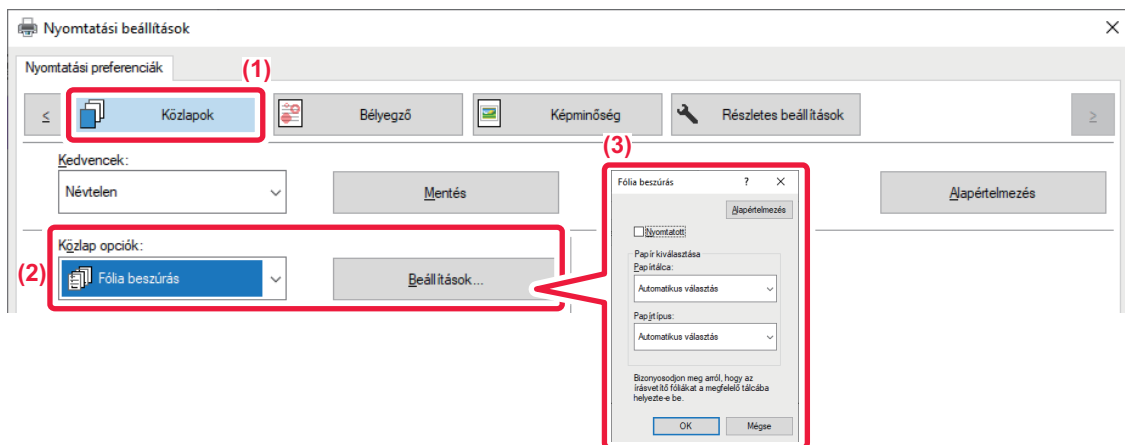 Nyomtatási beállítások
Nyomtatási preferenciák
(1)
< Közlapok Bélyegző Képminőség Részletes beállítások >
Kedvencek:
Névtelen Mentés Alapértelmezés
(2)
Közlap opciók:
Fólia beszúrás Beállítások...
(3)
Fólia beszúrás ? ×
Alapértelmezés
Nyomtatott
Papír kiválasztása
Papírtálca:
Automatikus választás
Papírtípus:
Automatikus választás
Bizonyosodjon meg arról, hogy az
írásvetítő fóliákat a megfelelő tálcába
helyezte-e be.
OK Mégse